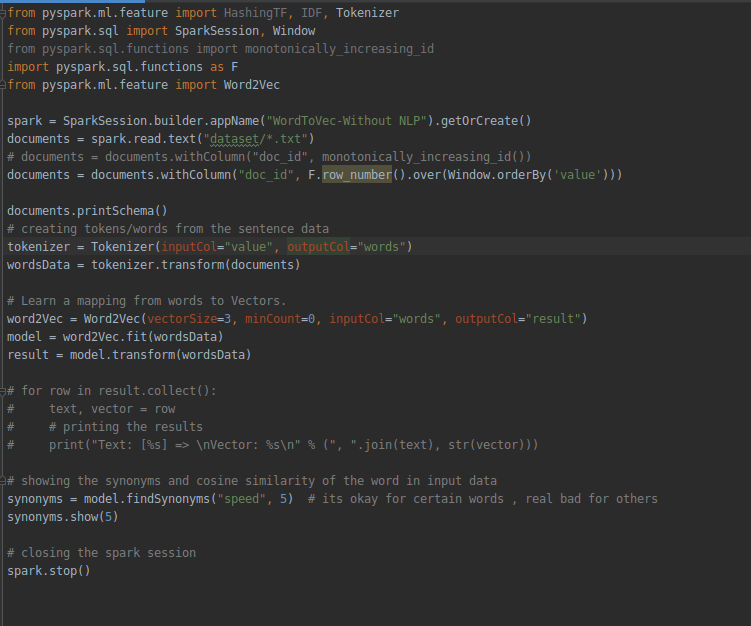 from pyspark.ml.feature import HashingTF, IDF, Tokenizer
from pyspark.sql import SparkSession, Window
from pyspark.sql.functions import monotonically_increasing_id
import pyspark.sql.functions as F
from pyspark.ml.feature import Word2Vec

spark = SparkSession.builder.appName("WordToVec-Without NLP").getOrCreate()
documents = spark.read.text("dataset/*.txt")
# documents = documents.withColumn("doc_id", monotonically_increasing_id())
documents = documents.withColumn("doc_id", F.row_number().over(Window.orderBy('value')))

documents.printSchema()
# creating tokens/words from the sentence data
tokenizer = Tokenizer(inputCol="value", outputCol="words")
wordsData = tokenizer.transform(documents)

# Learn a mapping from words to Vectors.
word2Vec = Word2Vec(vectorSize=3, minCount=0, inputCol="words", outputCol="result")
model = word2Vec.fit(wordsData)
result = model.transform(wordsData)

# for row in result.collect():
#     text, vector = row
#     # printing the results
#     print("Text: [%s] => \nVector: %s\n" % (", ".join(text), str(vector)))

# showing the synonyms and cosine similarity of the word in input data
synonyms = model.findSynonyms("speed", 5)  # its okay for certain words , real bad for others
synonyms.show(5)

# closing the spark session
spark.stop()